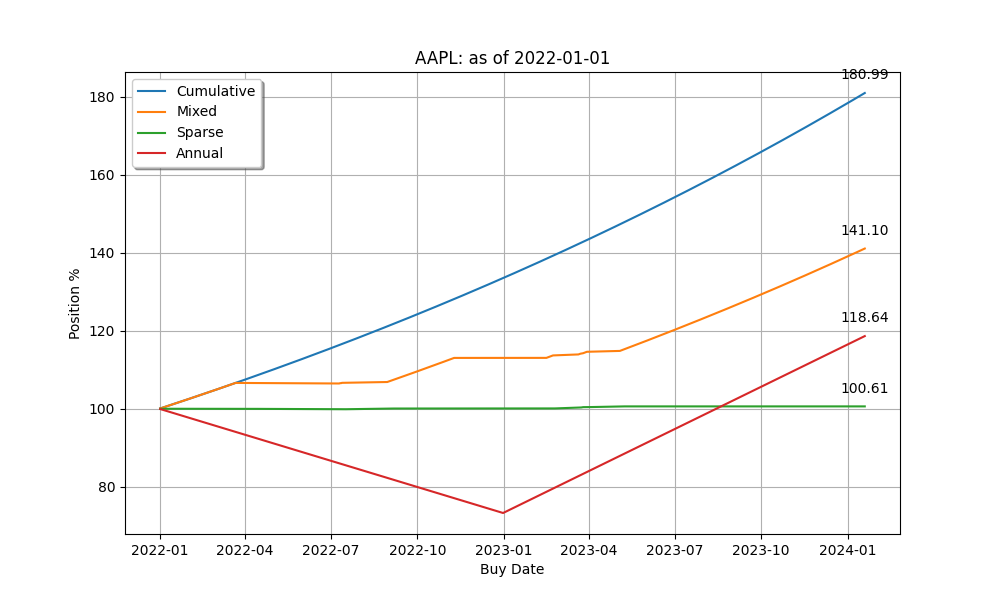 AAPL: as of 2022-01-01
180.99
180
Cumulative
Mixed
Sparse
Annual
160
141.10
140
118.64
120
100.61
100
80
Position %
2022-01 2022-04 2022-07 2022-10 2023-01 2023-04 2023-07 2023-10 2024-01
Buy Date